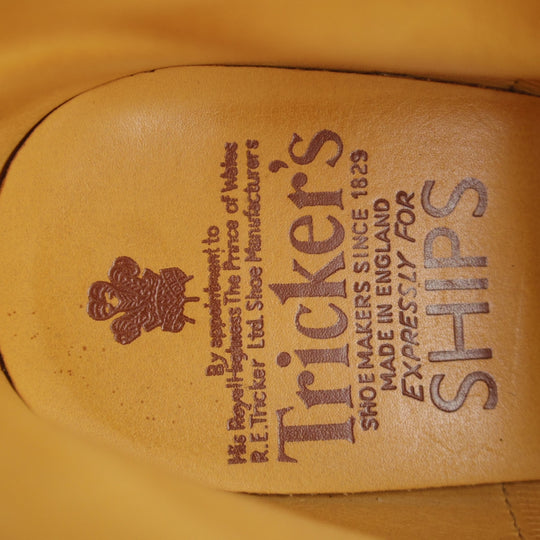 By appointment to
His Royal Highness The Prince of Wales
R.E.Tricker Ltd. Shoe Manufacturers
Tricker's
SHOEMAKERS SINCE 1829
MADE IN ENGLAND
EXPRESSLY FOR
SHIPS